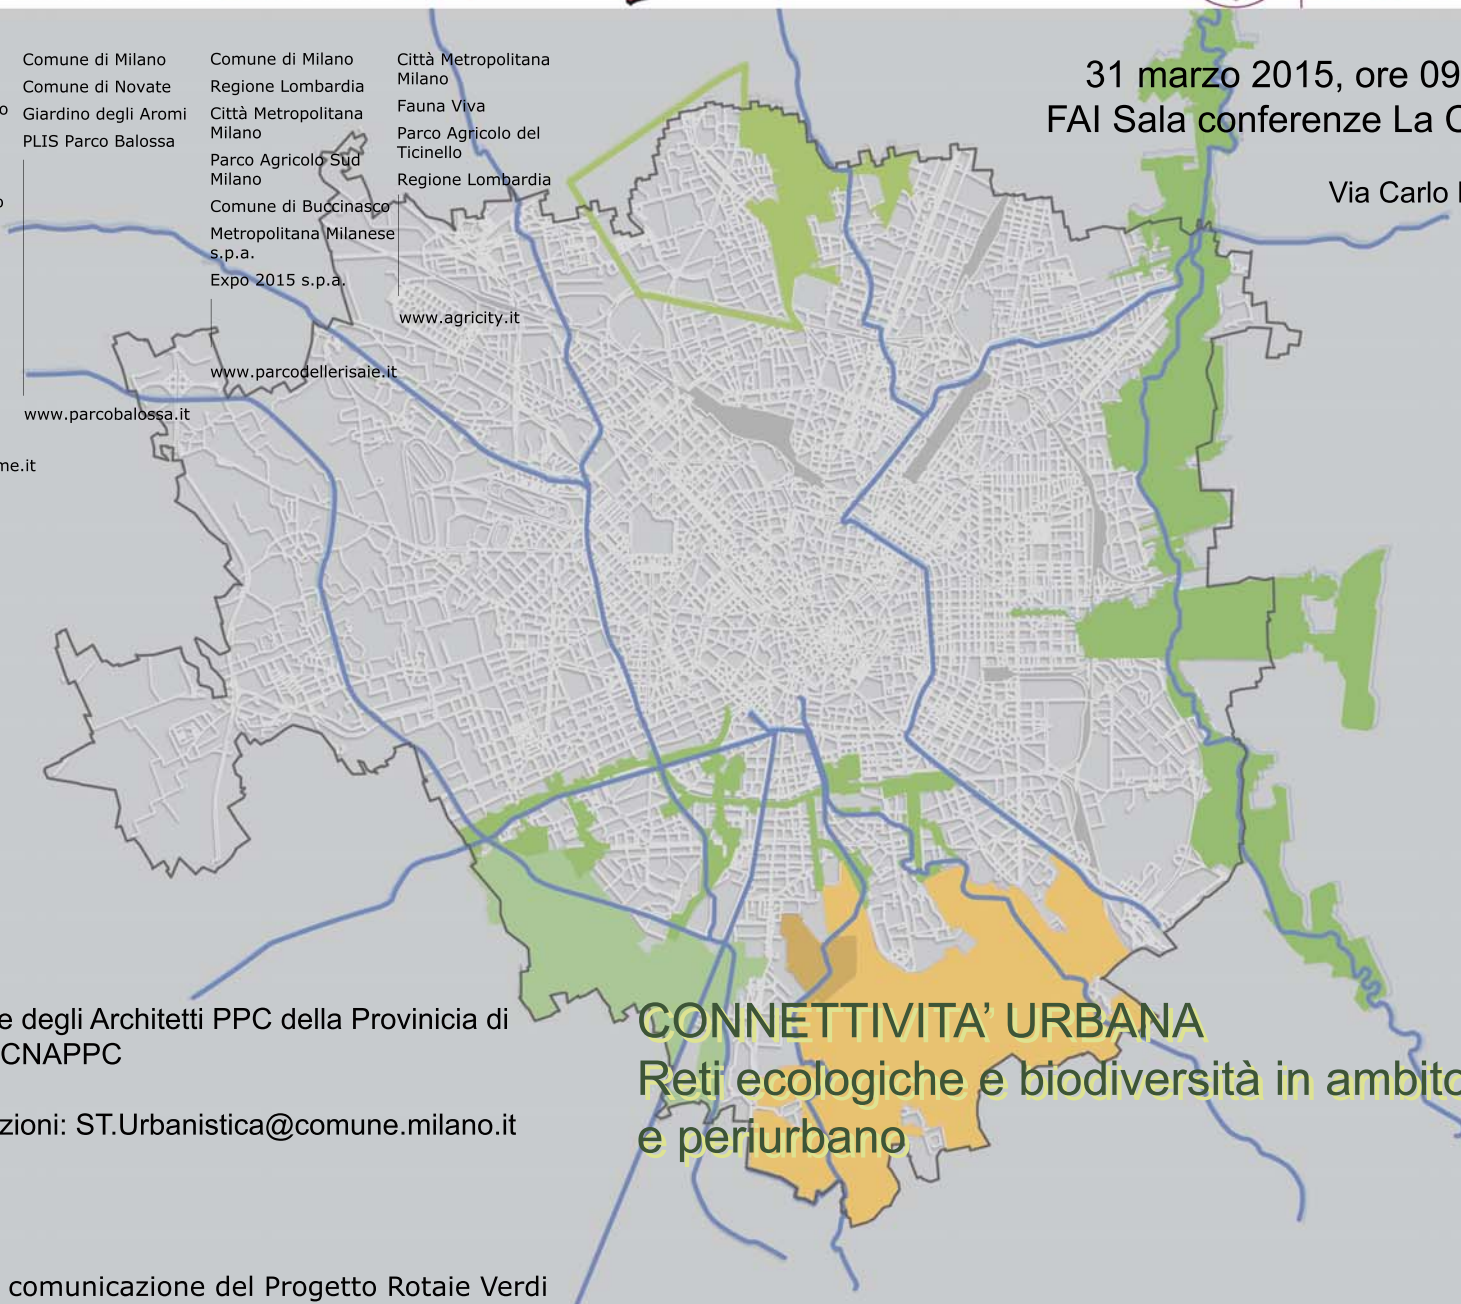 Comune di Milano
Comune di Novate
Giardino degli Aromi
PLIS Parco Balossa
www.parcobalossa.it
Comune di Milano
Regione Lombardia
Città Metropolitana
Milano
Parco Agricolo Sud
Milano
Comune di Buccinasco
Metropolitana Milanese
s.p.a.
Expo 2015 s.p.a.
www.parcodellerisaie.it
Città Metropolitana
Milano
Fauna Viva
Parco Agricolo del
Ticinello
Regione Lombardia
www.agricity.it
o
o
me.it
31 marzo 2015, ore 09
FAI Sala conferenze La C
Via Carlo
e degli Architetti PPC della Provinicia di
CNAPPC
zioni: ST.Urbanistica@comune.milano.it
CONNETTIVITA’ URBANA
Reti ecologiche e biodiversità in ambito
e periurbano
comunicazione del Progetto Rotaie Verdi